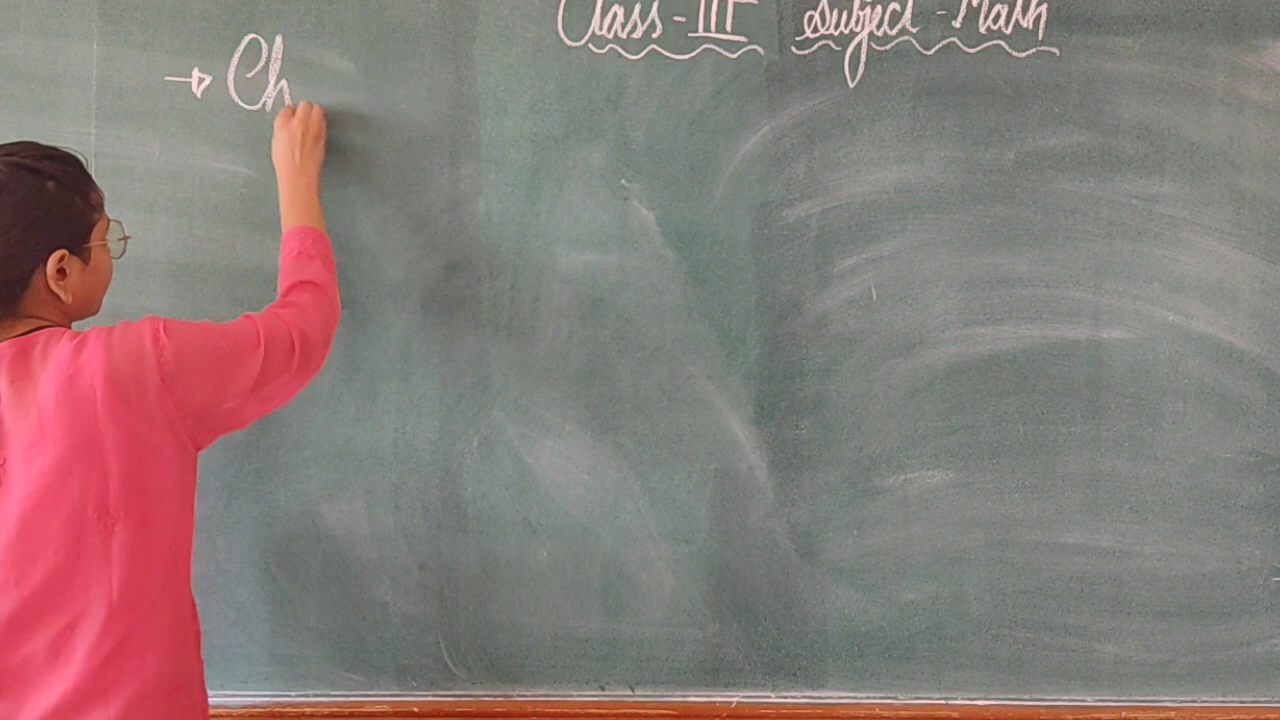 Class - III Subject - Math
→ Ch